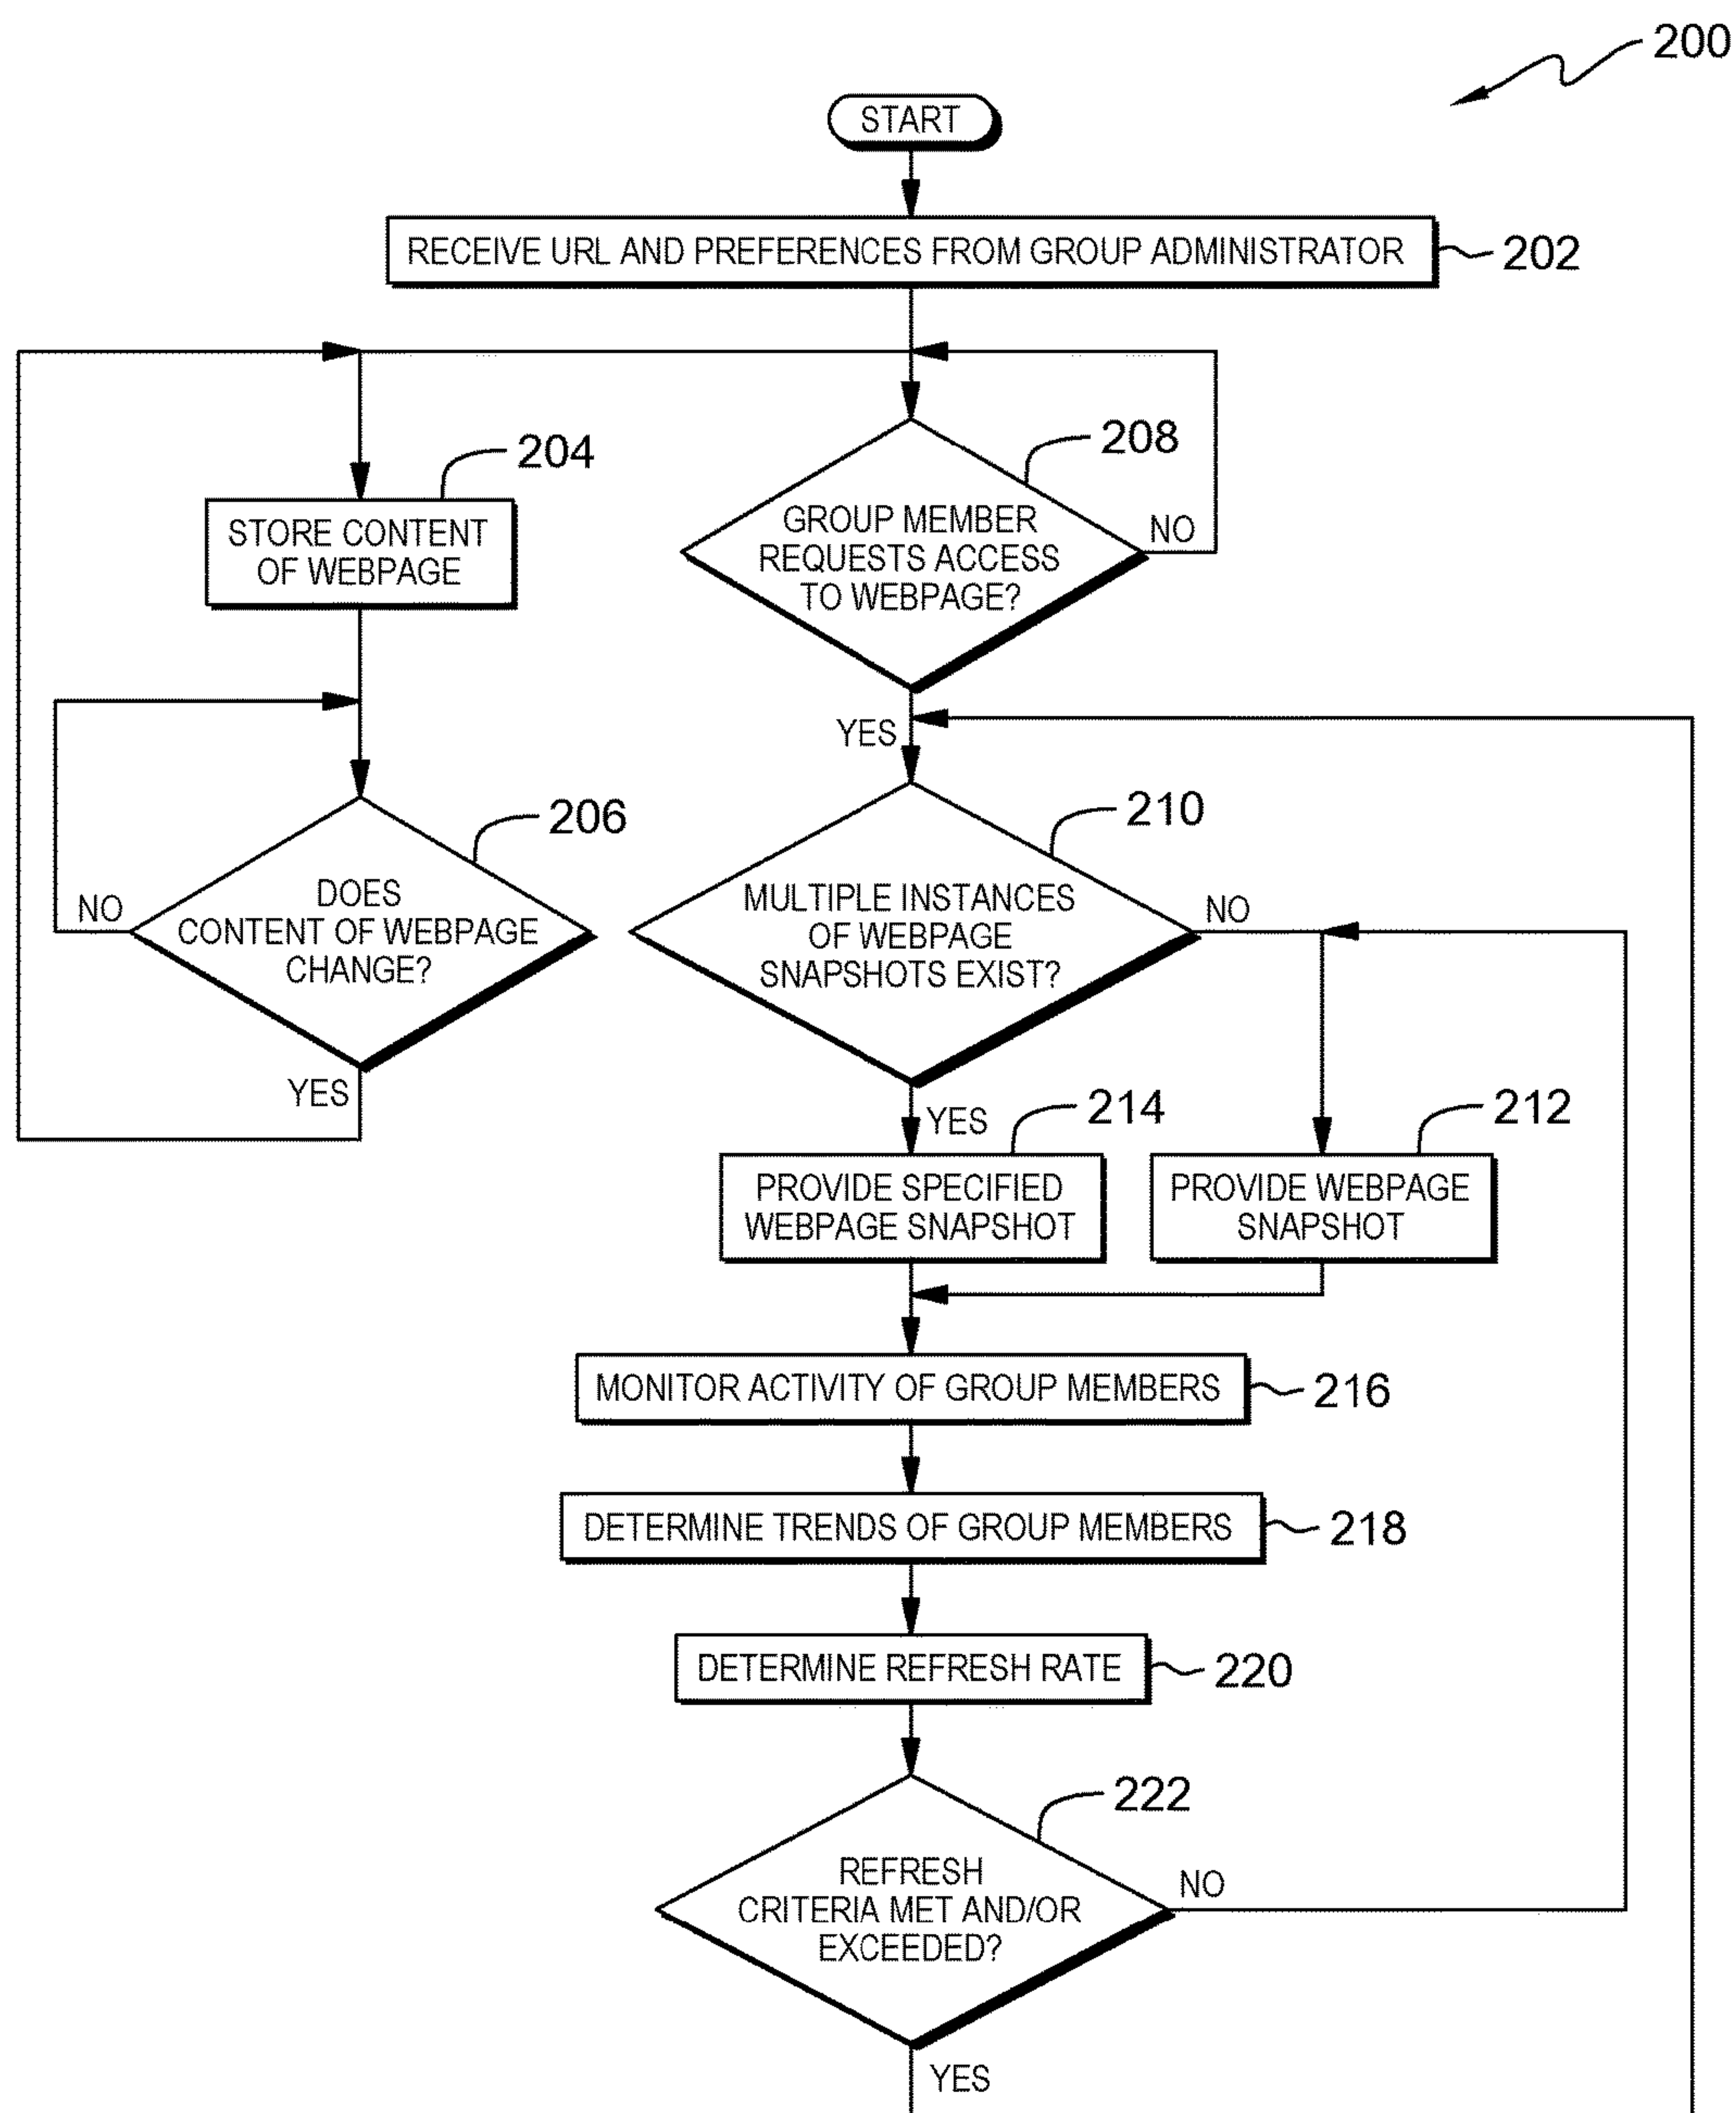 200
START
RECEIVE URL AND PREFERENCES FROM GROUP ADMINISTRATOR
202
204
STORE CONTENT
OF WEBPAGE
208
GROUP MEMBER
REQUESTS ACCESS
TO WEBPAGE?
NO
YES
206
DOES
CONTENT OF WEBPAGE
CHANGE?
NO
YES
210
MULTIPLE INSTANCES
OF WEBPAGE
SNAPSHOTS EXIST?
NO
YES
214
PROVIDE SPECIFIED
WEBPAGE SNAPSHOT
212
PROVIDE WEBPAGE
SNAPSHOT
MONITOR ACTIVITY OF GROUP MEMBERS
216
DETERMINE TRENDS OF GROUP MEMBERS
218
DETERMINE REFRESH RATE
220
222
REFRESH
CRITERIA MET AND/OR
EXCEEDED?
NO
YES